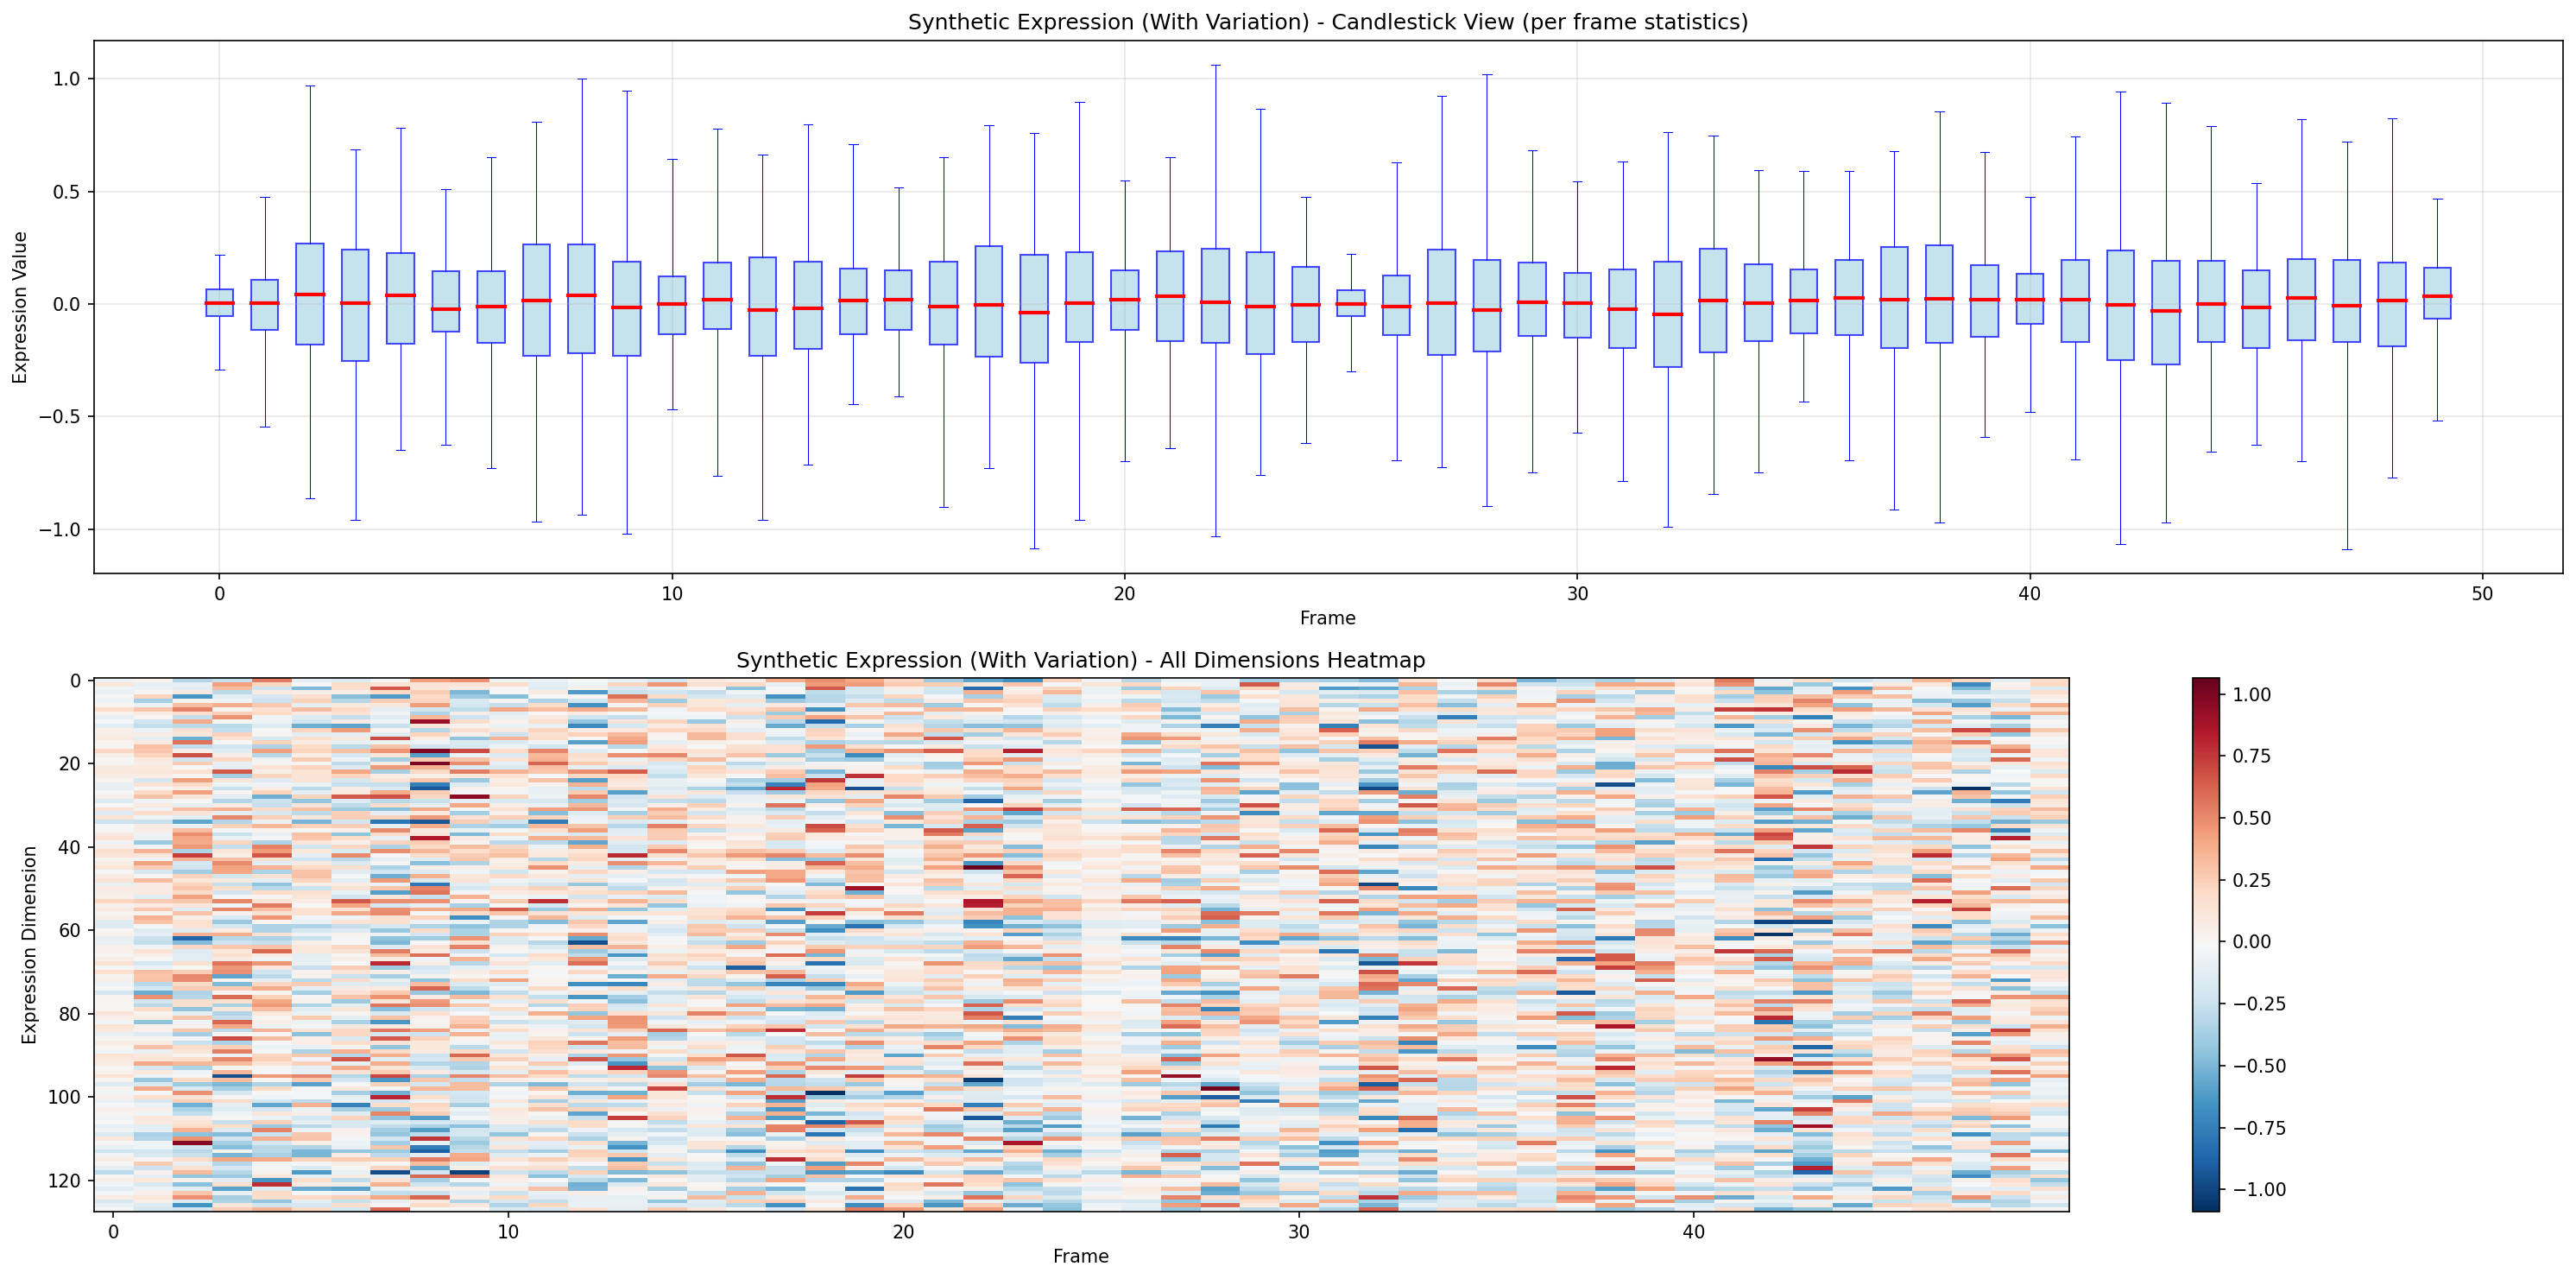 Synthetic Expression (With Variation) - Candlestick View (per frame statistics)
Expression Value
1.0
0.5
0.0
−0.5
−1.0
0 10 20 30 40 50
Frame
Synthetic Expression (With Variation) - All Dimensions Heatmap
Expression Dimension
0
20
40
60
80
100
120
0 10 20 30 40
Frame
1.00
0.75
0.50
0.25
0.00
−0.25
−0.50
−0.75
−1.00